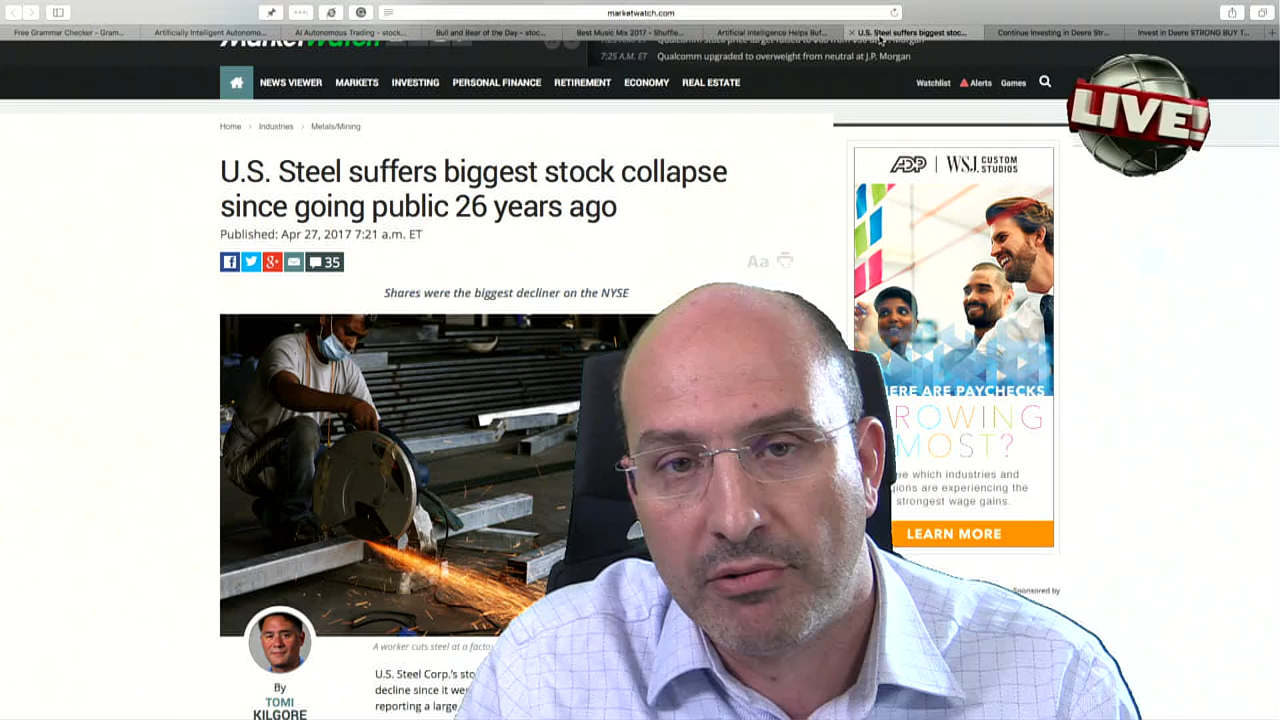 marketwatch.com
Free Grammar Checker - Gram...
Artificially Intelligent Autonomo...
AI Autonomous Trading - stock...
Bull and Bear of the Day - stoc...
Best Music Mix 2017 - Shuffle...
Artificial Intelligence Helps Buf...
U.S. Steel suffers biggest stoc...
Continue Investing in Deere Str...
Invest in Deere STRONG BUY T...
MarketWatch
7:25 A.M. ET Qualcomm upgraded to overweight from neutral at J.P. Morgan
NEWS VIEWER MARKETS INVESTING PERSONAL FINANCE RETIREMENT ECONOMY REAL ESTATE
Watchlist Alerts Games
LIVE!
Home › Industries › Metals/Mining
U.S. Steel suffers biggest stock collapse
since going public 26 years ago
Published: Apr 27, 2017 7:21 a.m. ET
35
Aa
Shares were the biggest decliner on the NYSE
A worker cuts steel at a facto
By
TOMI
KILGORE
U.S. Steel Corp.'s sto
decline since it wer
reporting a large
ADP | WSJ. CUSTOM
STUDIOS
ERE ARE PAYCHECKS
ROWING
MOST?
ee which industries and
gions are experiencing the
strongest wage gains.
LEARN MORE
Sponsored by